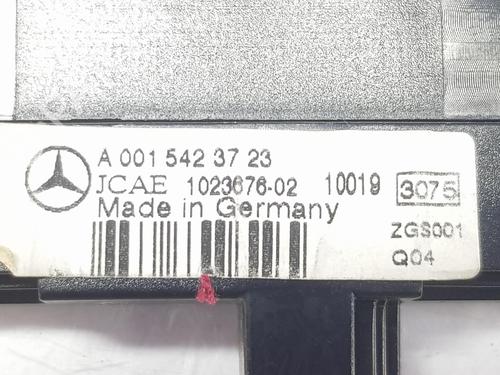 A 001 542 37 23
JCAE 1023676-02 10019 3075
Made in Germany
ZGS001
Q04